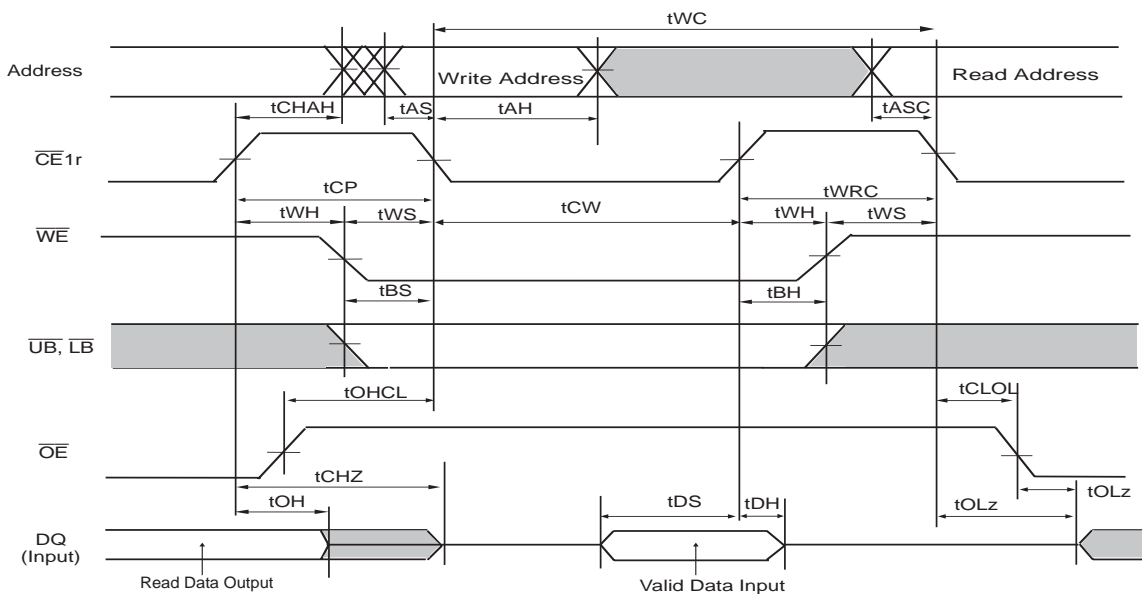 tWC
Address
Write Address
Read Address
tCHAH
tAS
tAH
tASC
CE1r
tCP
tWRC
tCW
tWH
tWS
tWH
tWS
WE
tBS
tBH
UB, LB
tOHCL
tCLOL
OE
tCHZ
tOLz
tOH
tDS
tDH
tOLz
DQ
(Input)
Read Data Output
Valid Data Input